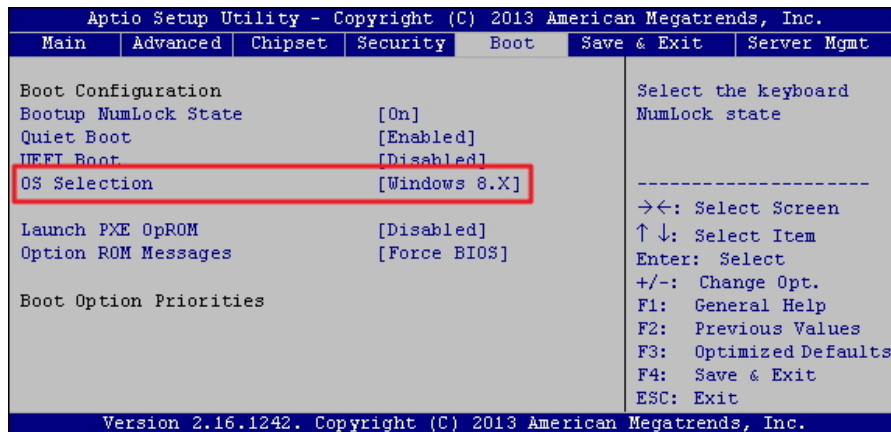 Aptio Setup Utility - Copyright (C) 2013 American Megatrends, Inc.
Main Advanced Chipset Security Boot Save & Exit Server Mgmt
Boot Configuration
Bootup NumLock State [On]
Quiet Boot [Enabled]
UEFI Boot [Disabled]
OS Selection [Windows 8.X]
Launch PXE OpROM [Disabled]
Option ROM Messages [Force BIOS]
Boot Option Priorities
Select the keyboard
NumLock state
---------------------
→←: Select Screen
↑ ↓: Select Item
Enter: Select
+/-: Change Opt.
F1: General Help
F2: Previous Values
F3: Optimized Defaults
F4: Save & Exit
ESC: Exit
Version 2.16.1242. Copyright (C) 2013 American Megatrends, Inc.